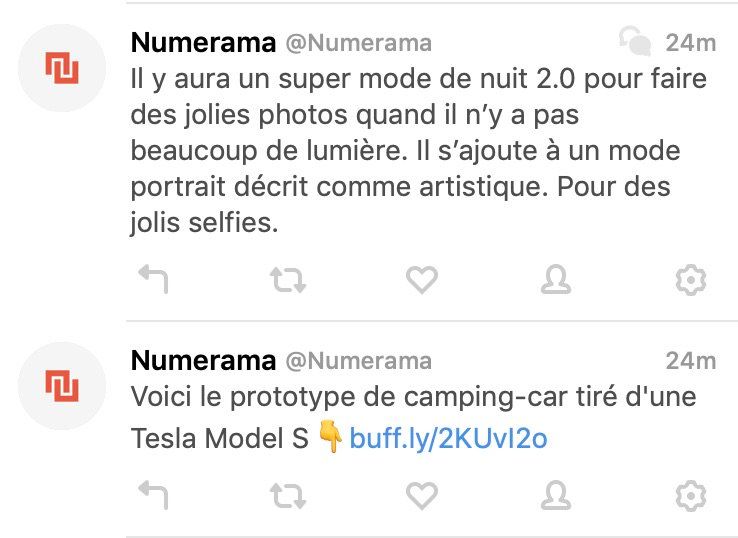 Numerama @Numerama 24m
Il y aura un super mode de nuit 2.0 pour faire
des jolies photos quand il n’y a pas
beaucoup de lumière. Il s’ajoute à un mode
portrait décrit comme artistique. Pour des
jolis selfies.
Numerama @Numerama 24m
Voici le prototype de camping-car tiré d'une
Tesla Model S 👇 buff.ly/2KUvI2o